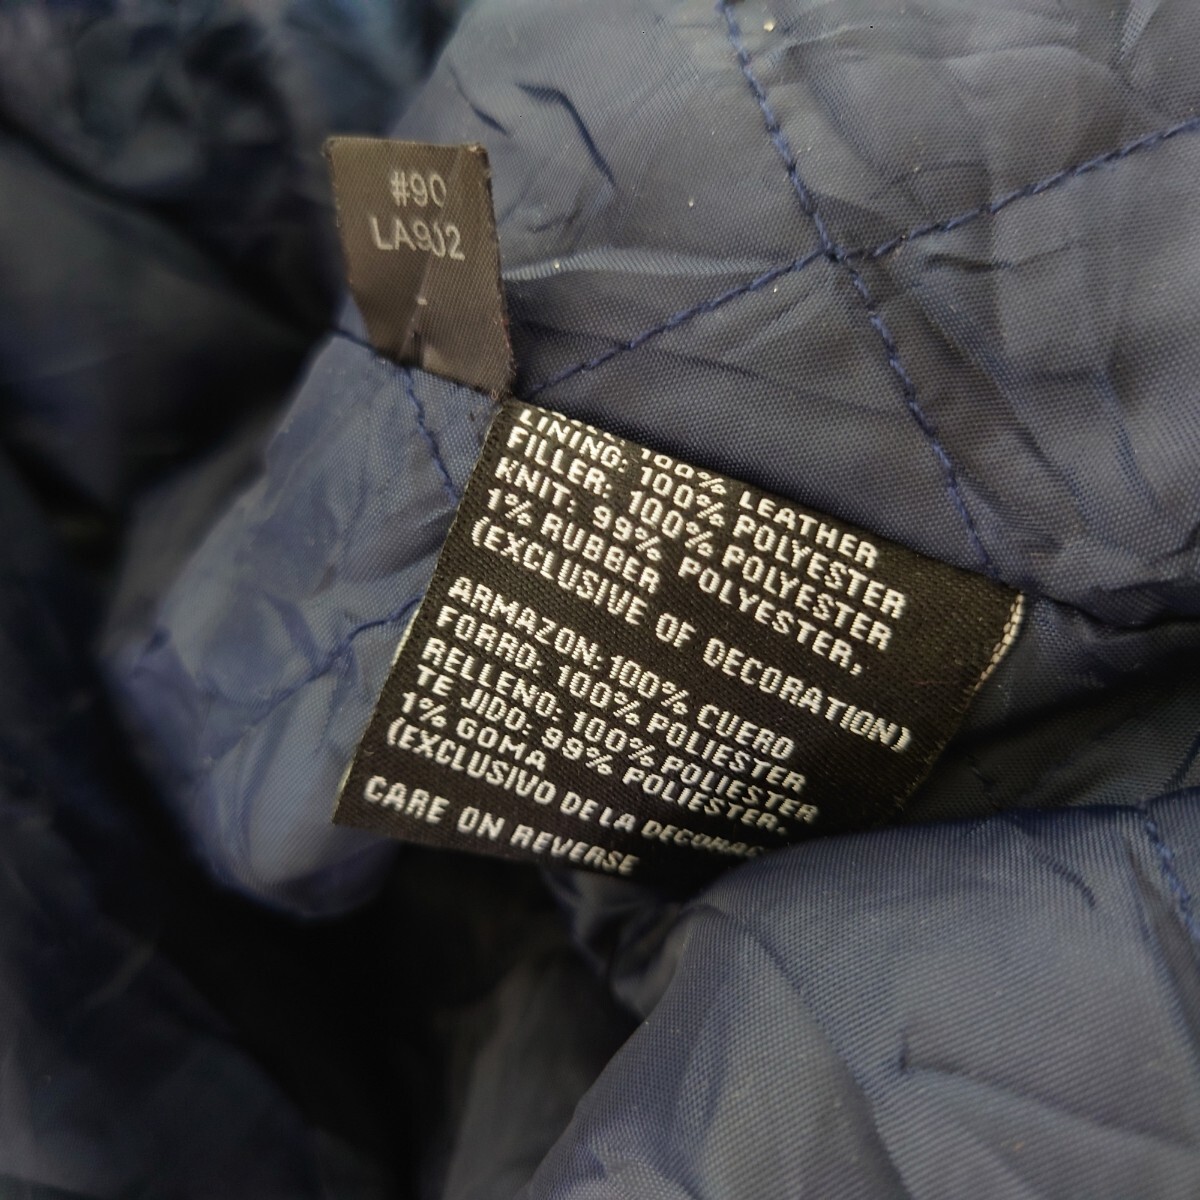 #90
LA902
100% LEATHER
LINING: 100% POLYESTER
FILLER: 100% POLYESTER
KNIT: 99% POLYESTER,
1% RUBBER
(EXCLUSIVE OF DECORATION)
ARMAZON: 100% CUERO
FORRO: 100% POLIESTER
RELLENO: 100% POLIESTER
TE JIDO: 99% POLIESTER,
1% GOMA
(EXCLUSIVO DE LA DECORAC
CARE ON REVERSE